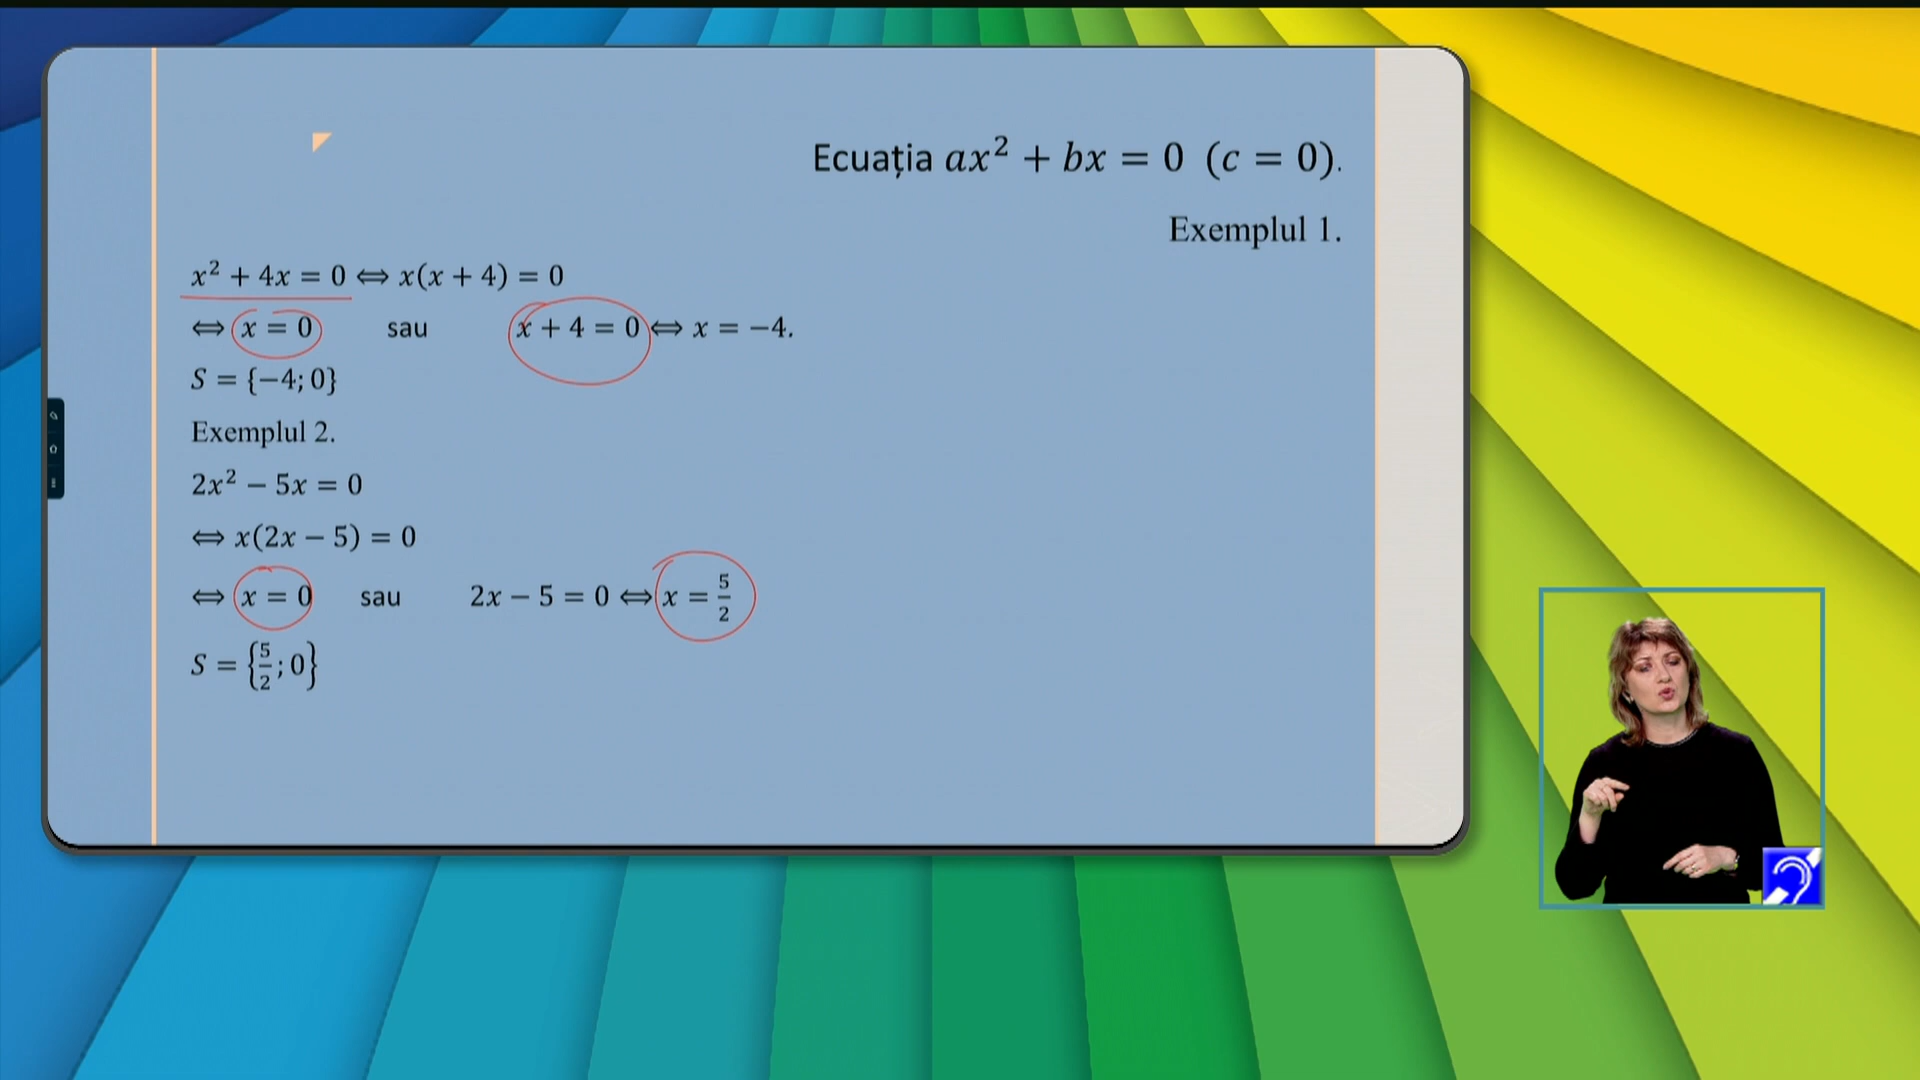 Ecuația ax² + bx = 0 (c = 0).
Exemplul 1.
x² + 4x = 0 ⟺ x(x + 4) = 0
⟺ x = 0 sau x + 4 = 0 ⟺ x = −4.
S = {−4; 0}
Exemplul 2.
2x² − 5x = 0
⟺ x(2x − 5) = 0
⟺ x = 0 sau 2x − 5 = 0 ⟺ x = 5/2
S = {5/2; 0}